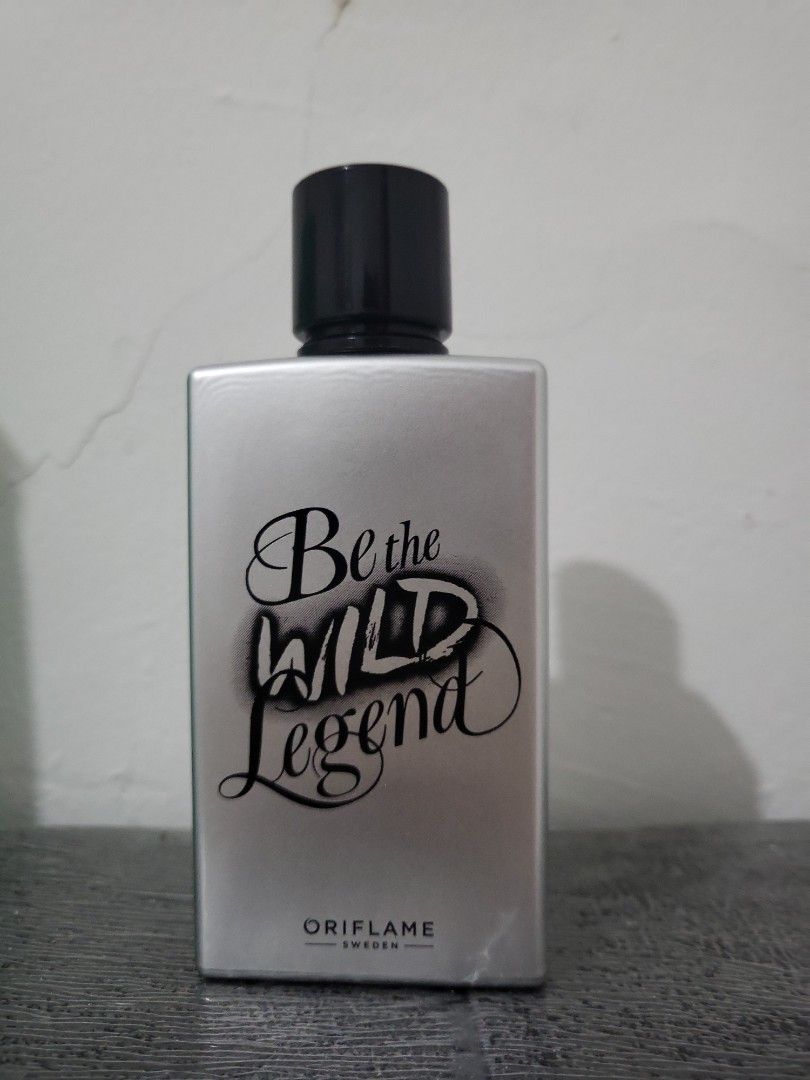 Be the
WILD
Legend
ORIFLAME
SWEDEN